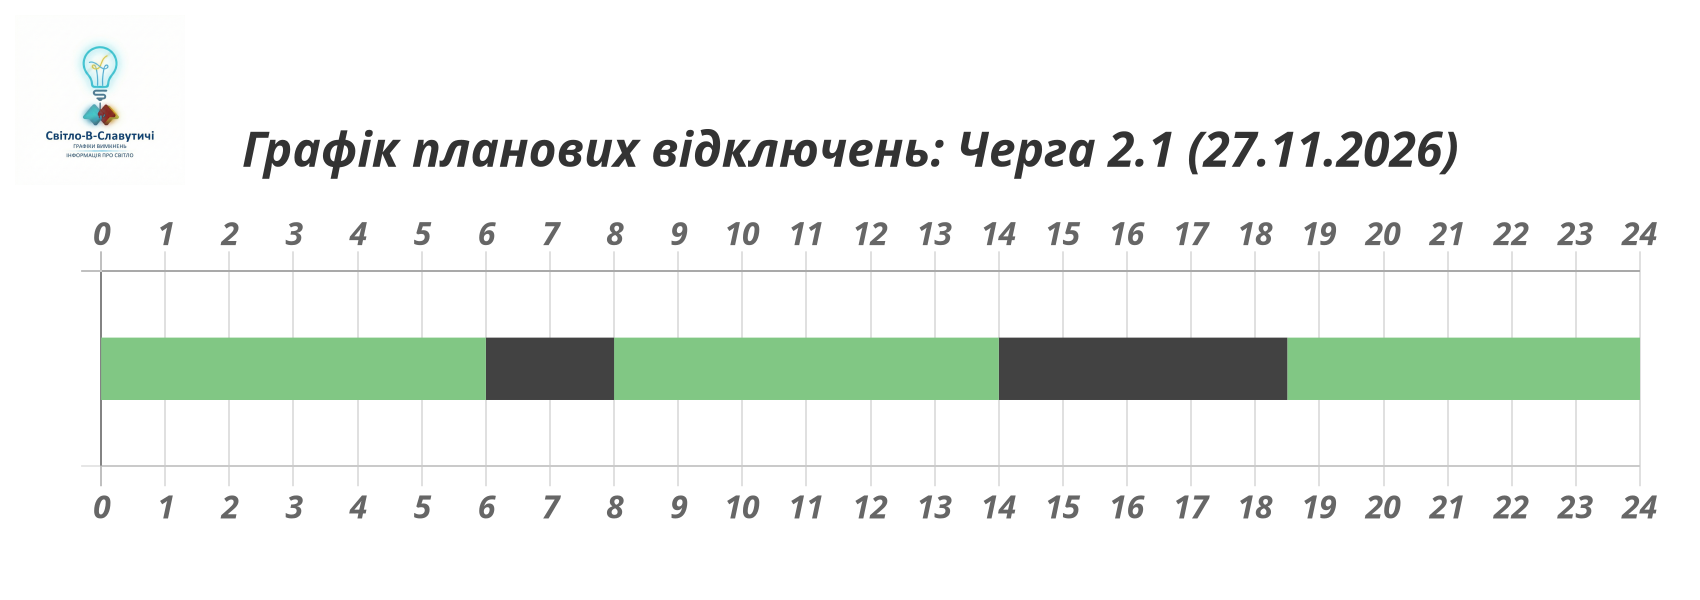 Світло-В-Славутичі
ГРАФІКИ ВИМКНЕНЬ
ІНФОРМАЦІЯ ПРО СВІТЛО
Графік планових відключень: Черга 2.1 (27.11.2026)
0 1 2 3 4 5 6 7 8 9 10 11 12 13 14 15 16 17 18 19 20 21 22 23 24
0 1 2 3 4 5 6 7 8 9 10 11 12 13 14 15 16 17 18 19 20 21 22 23 24